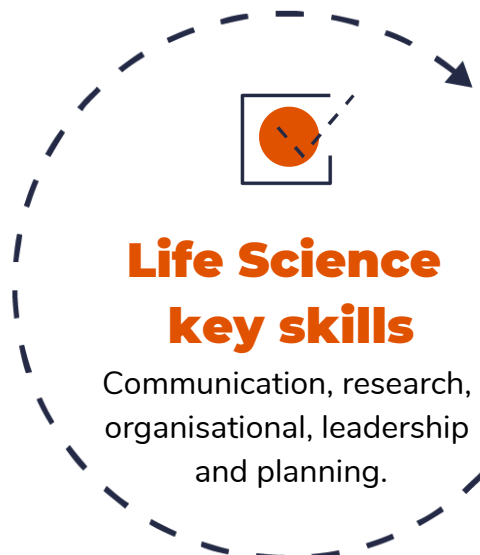 Life Science
key skills
Communication, research,
organisational, leadership
and planning.